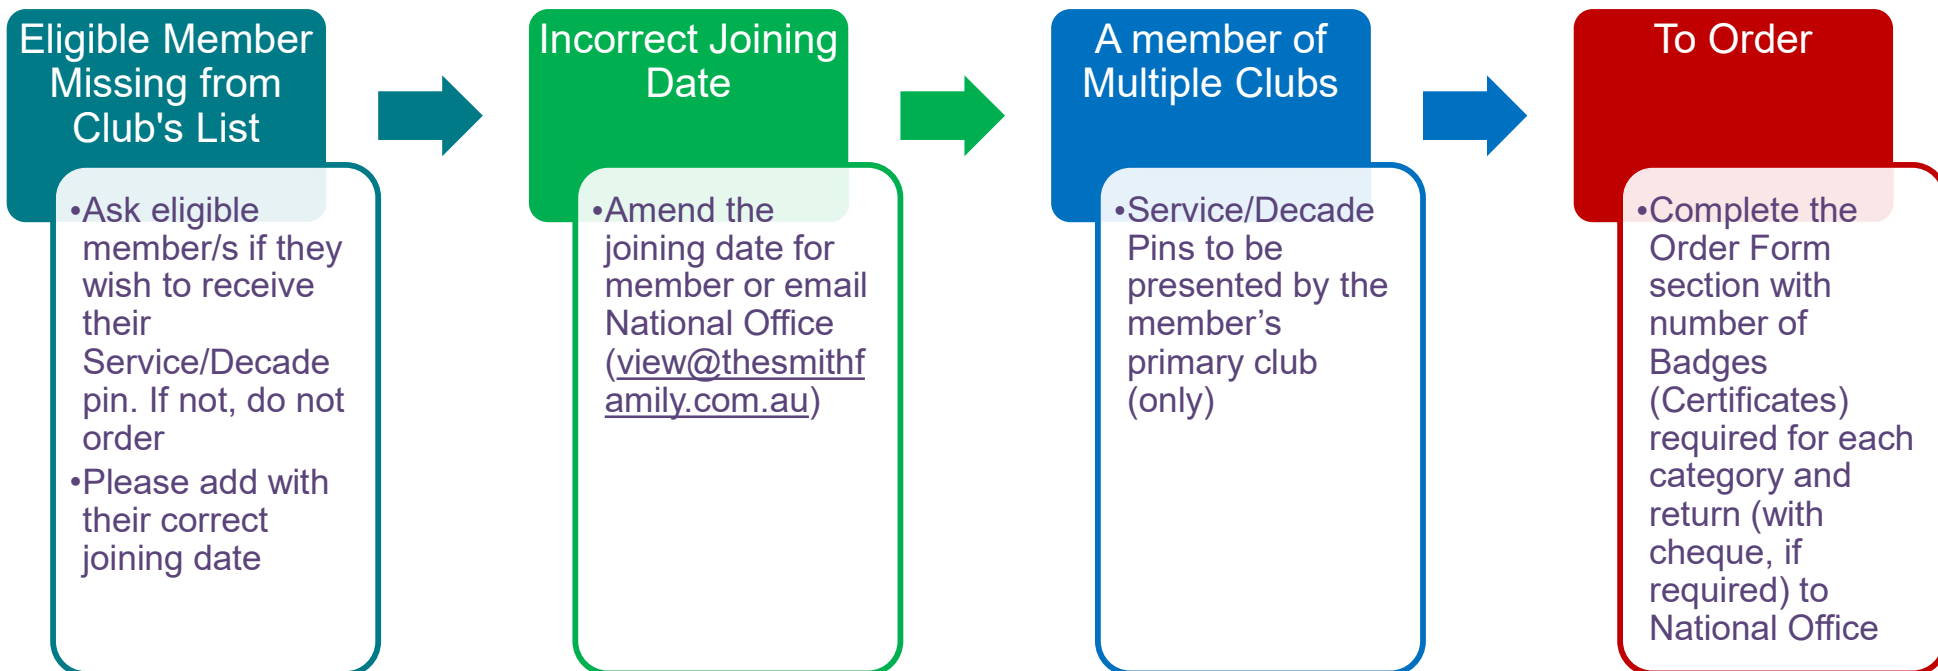 Eligible Member
Missing from
Club's List
•Ask eligible
member/s if they
wish to receive
their
Service/Decade
pin. If not, do not
order
•Please add with
their correct
joining date
Incorrect Joining
Date
•Amend the
joining date for
member or email
National Office
(view@thesmithf
amily.com.au)
A member of
Multiple Clubs
•Service/Decade
Pins to be
presented by the
member’s
primary club
(only)
To Order
•Complete the
Order Form
section with
number of
Badges
(Certificates)
required for each
category and
return (with
cheque, if
required) to
National Office